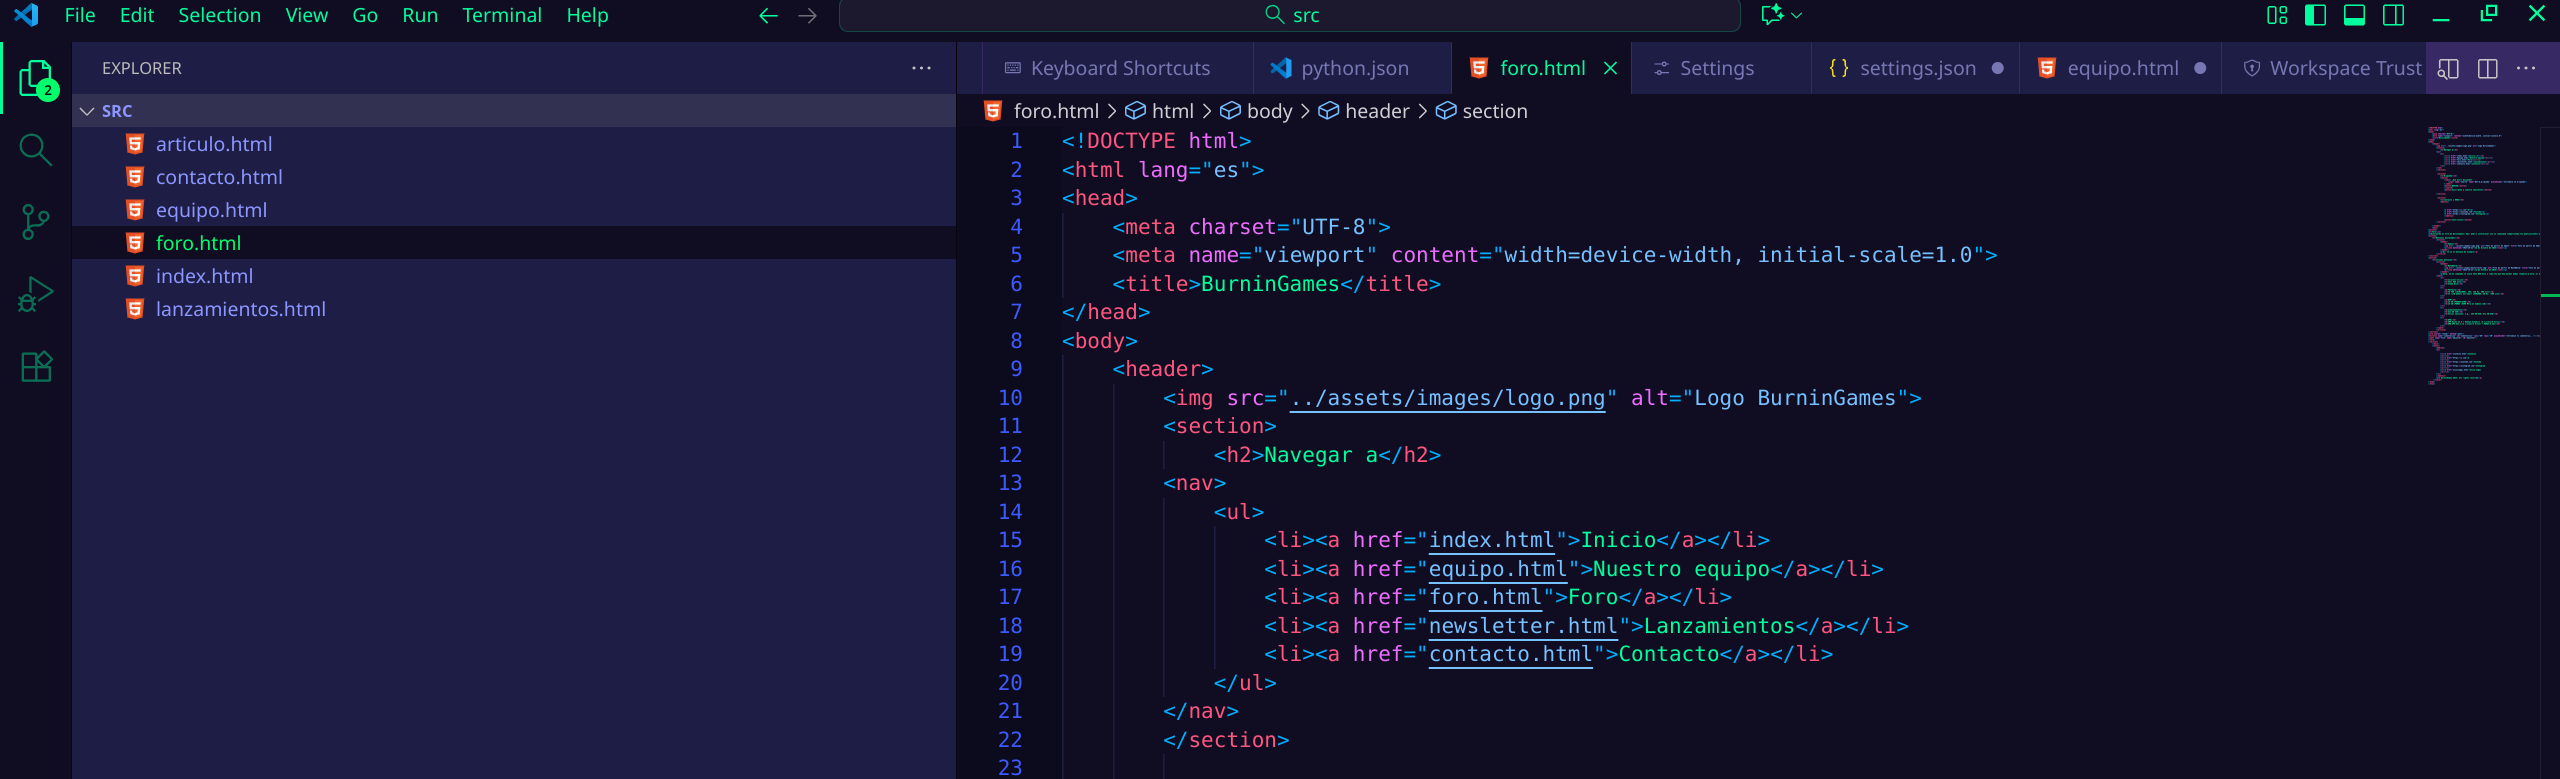 File Edit Selection View Go Run Terminal Help src
EXPLORER
2
SRC
articulo.html
contacto.html
equipo.html
foro.html
index.html
lanzamientos.html
Keyboard Shortcuts python.json foro.html Settings settings.json equipo.html Workspace Trust
foro.html > html > body > header > section
1 <!DOCTYPE html>
2 <html lang="es">
3 <head>
4     <meta charset="UTF-8">
5     <meta name="viewport" content="width=device-width, initial-scale=1.0">
6     <title>BurninGames</title>
7 </head>
8 <body>
9     <header>
10         <img src="../assets/images/logo.png" alt="Logo BurninGames">
11         <section>
12             <h2>Navegar a</h2>
13         <nav>
14             <ul>
15                 <li><a href="index.html">Inicio</a></li>
16                 <li><a href="equipo.html">Nuestro equipo</a></li>
17                 <li><a href="foro.html">Foro</a></li>
18                 <li><a href="newsletter.html">Lanzamientos</a></li>
19                 <li><a href="contacto.html">Contacto</a></li>
20             </ul>
21         </nav>
22         </section>
23